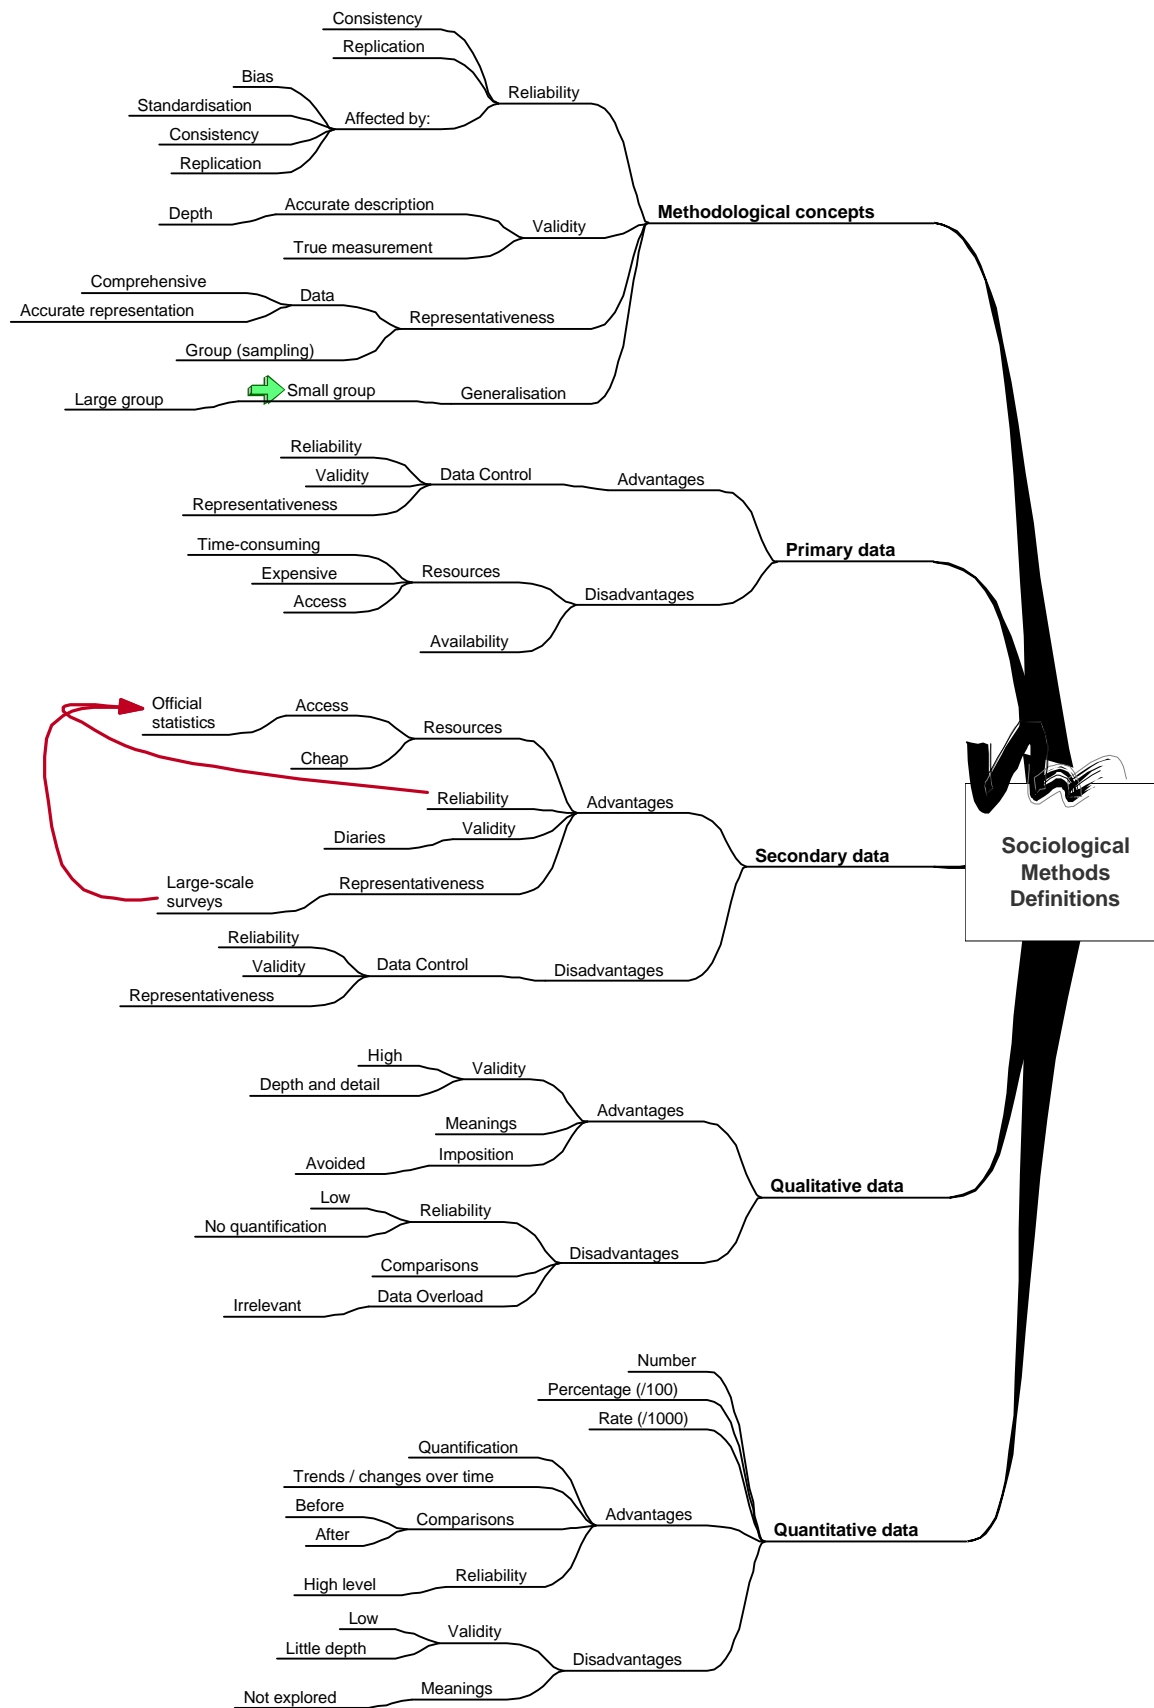 Consistency
Replication
Bias
Standardisation
Consistency
Replication
Affected by:
Reliability
Depth
Accurate description
True measurement
Validity
Methodological concepts
Comprehensive
Accurate representation
Data
Group (sampling)
Representativeness
Large group
Small group
Generalisation
Reliability
Validity
Representativeness
Data Control
Advantages
Primary data
Time-consuming
Expensive
Access
Resources
Availability
Disadvantages
Official
statistics
Access
Cheap
Resources
Reliability
Diaries
Validity
Large-scale
surveys
Representativeness
Advantages
Secondary data
Reliability
Validity
Representativeness
Data Control
Disadvantages
Sociological
Methods
Definitions
High
Depth and detail
Validity
Meanings
Avoided
Imposition
Advantages
Qualitative data
Low
No quantification
Reliability
Comparisons
Irrelevant
Data Overload
Disadvantages
Number
Percentage (/100)
Rate (/1000)
Quantification
Trends / changes over time
Before
After
Comparisons
High level
Reliability
Advantages
Quantitative data
Low
Little depth
Validity
Not explored
Meanings
Disadvantages